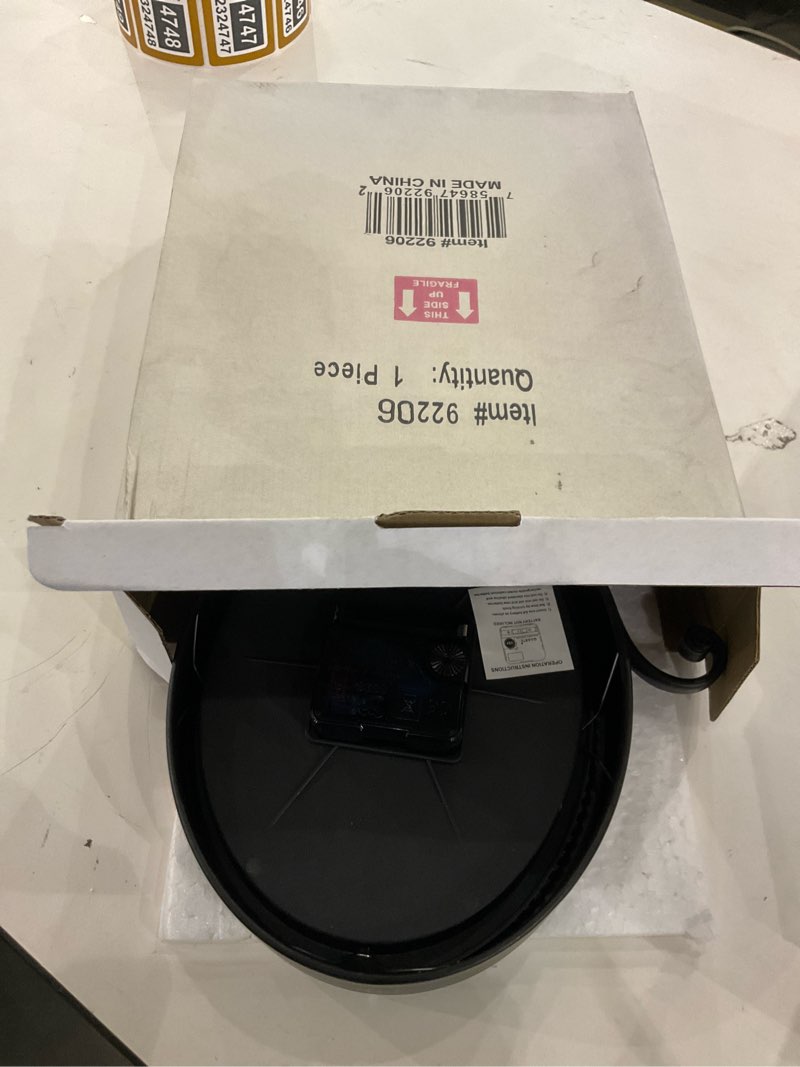 Item# 92206
Quantity: 1 Piece
THIS
SIDE
UP
FRAGILE
Item# 92206
7 58647 92206 2
MADE IN CHINA
OPERATION INSTRUCTIONS
BATTERY NOT INCLUDED
4748
2324748
4747
2324747